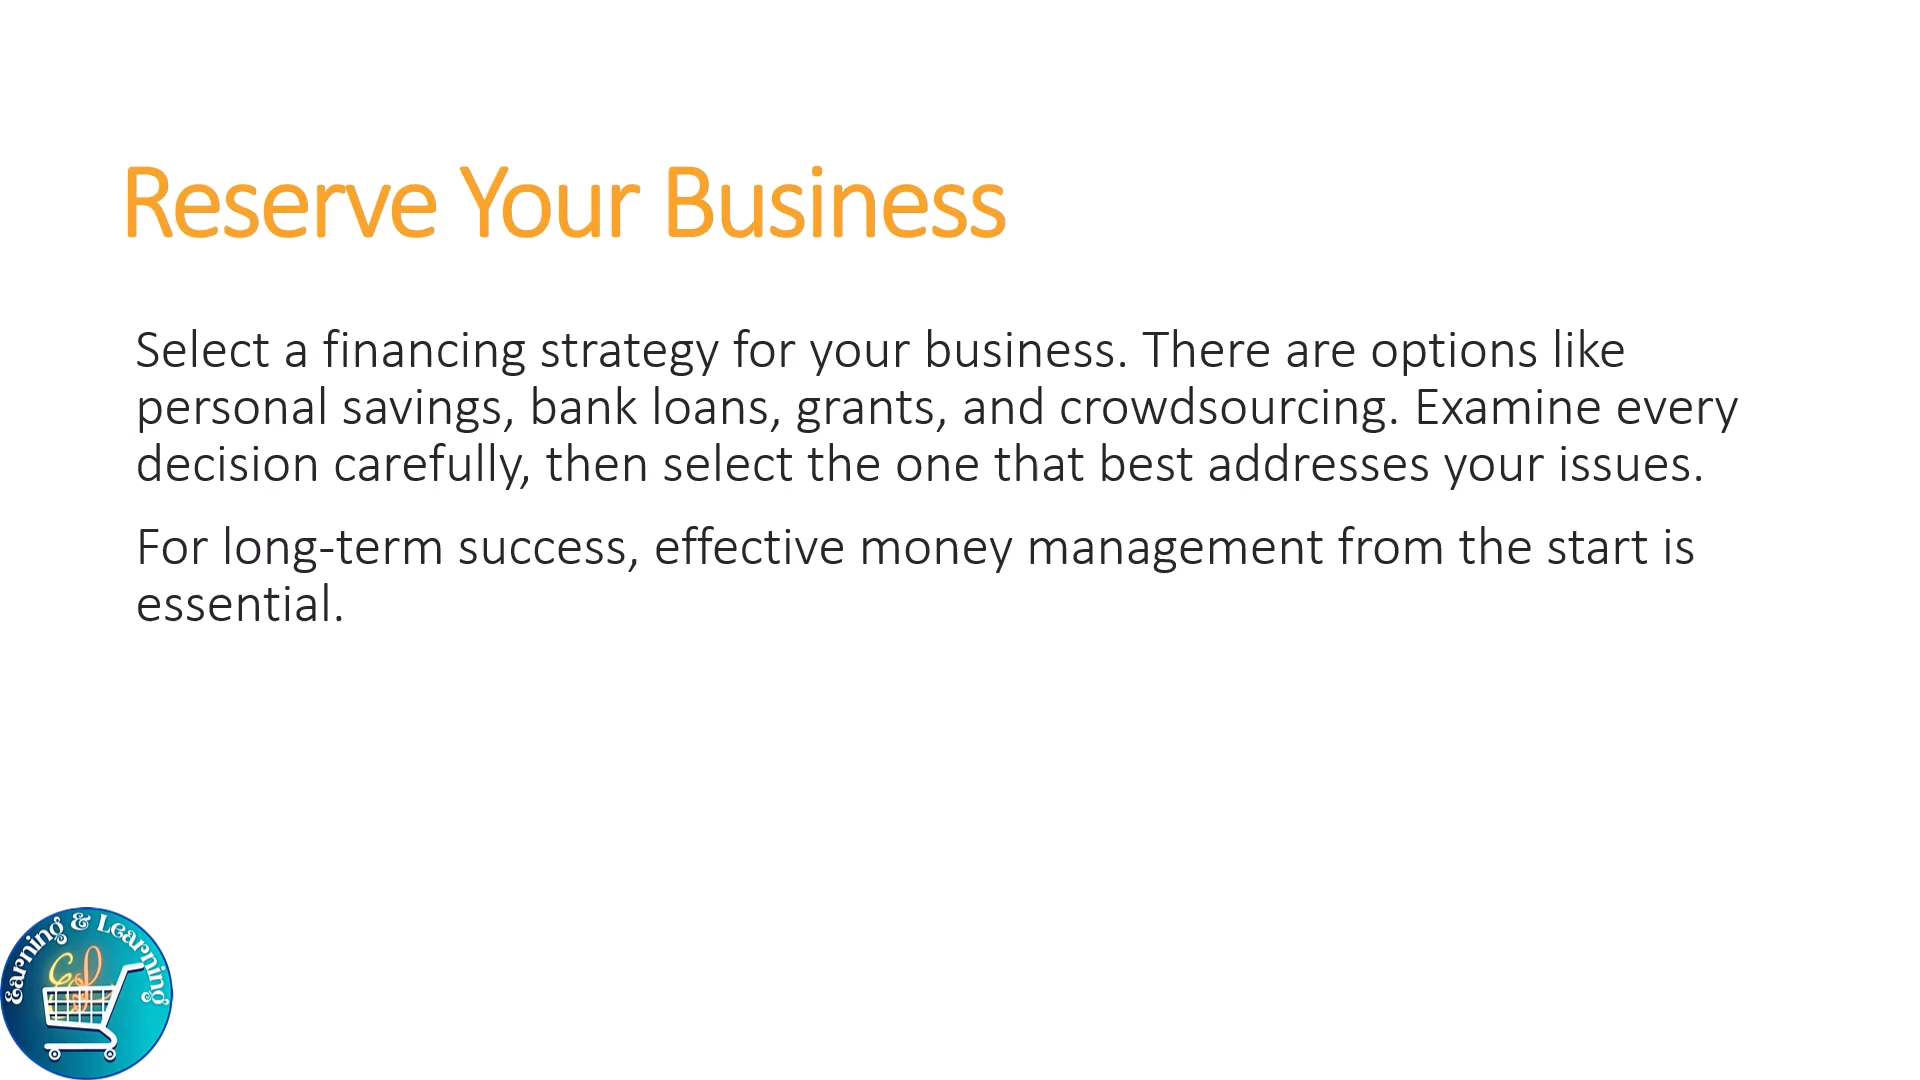 Reserve Your Business
Select a financing strategy for your business. There are options like
personal savings, bank loans, grants, and crowdsourcing. Examine every
decision carefully, then select the one that best addresses your issues.
For long-term success, effective money management from the start is
essential.
Earning & Learning